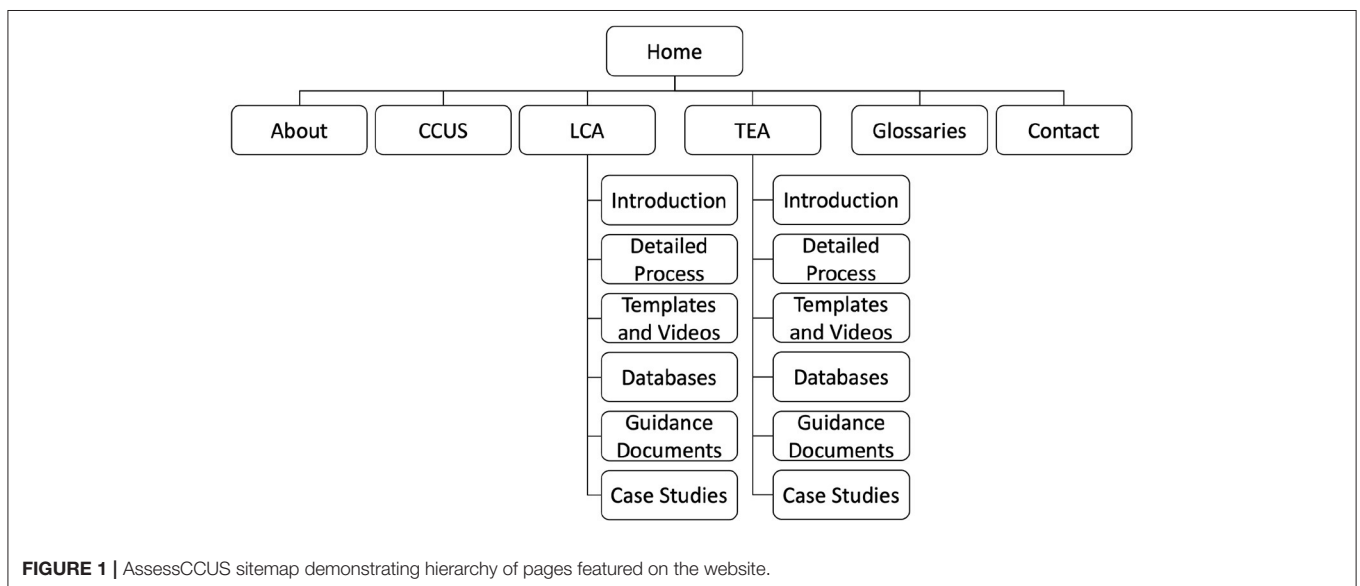 Home
About
CCUS
LCA
TEA
Glossaries
Contact
Introduction
Detailed
Process
Templates
and Videos
Databases
Guidance
Documents
Case Studies
Introduction
Detailed
Process
Templates
and Videos
Databases
Guidance
Documents
Case Studies
FIGURE 1 | AssessCCUS sitemap demonstrating hierarchy of pages featured on the website.